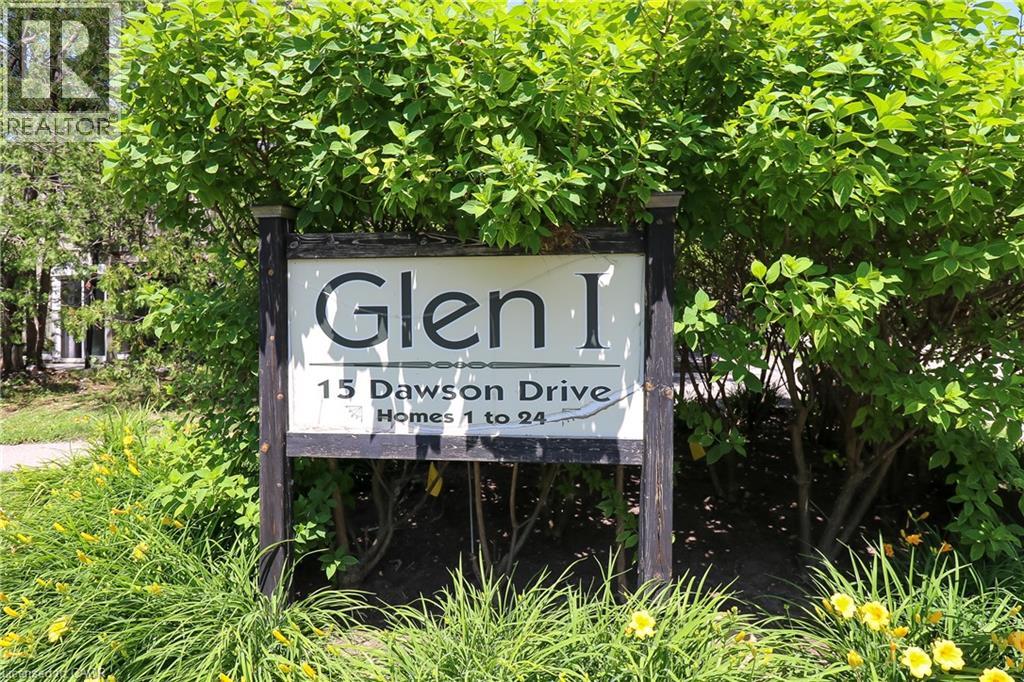 REALTOR
Glen I
15 Dawson Drive
Homes 1 to 24